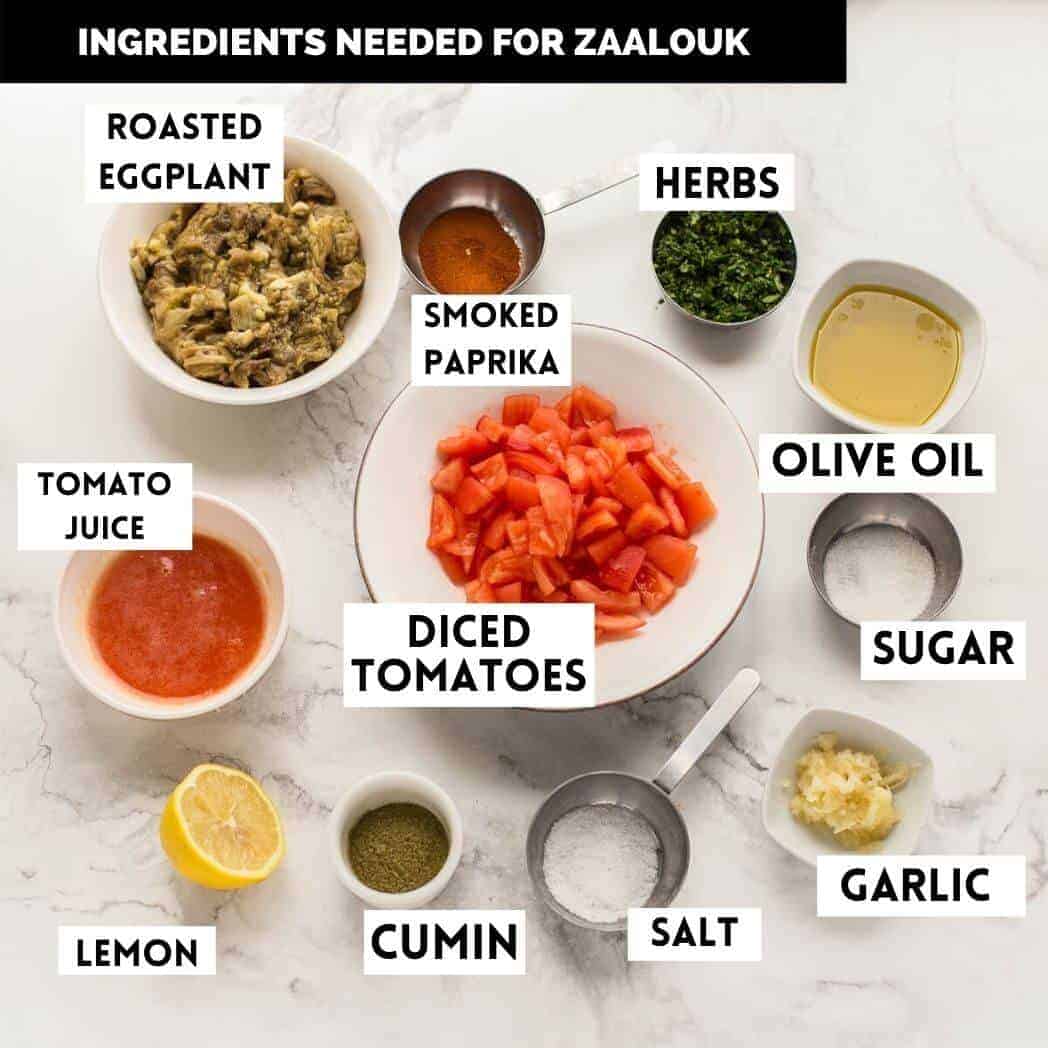 INGREDIENTS NEEDED FOR ZAALOUK
ROASTED
EGGPLANT
HERBS
SMOKED
PAPRIKA
OLIVE OIL
TOMATO
JUICE
DICED
TOMATOES
SUGAR
GARLIC
LEMON
CUMIN
SALT